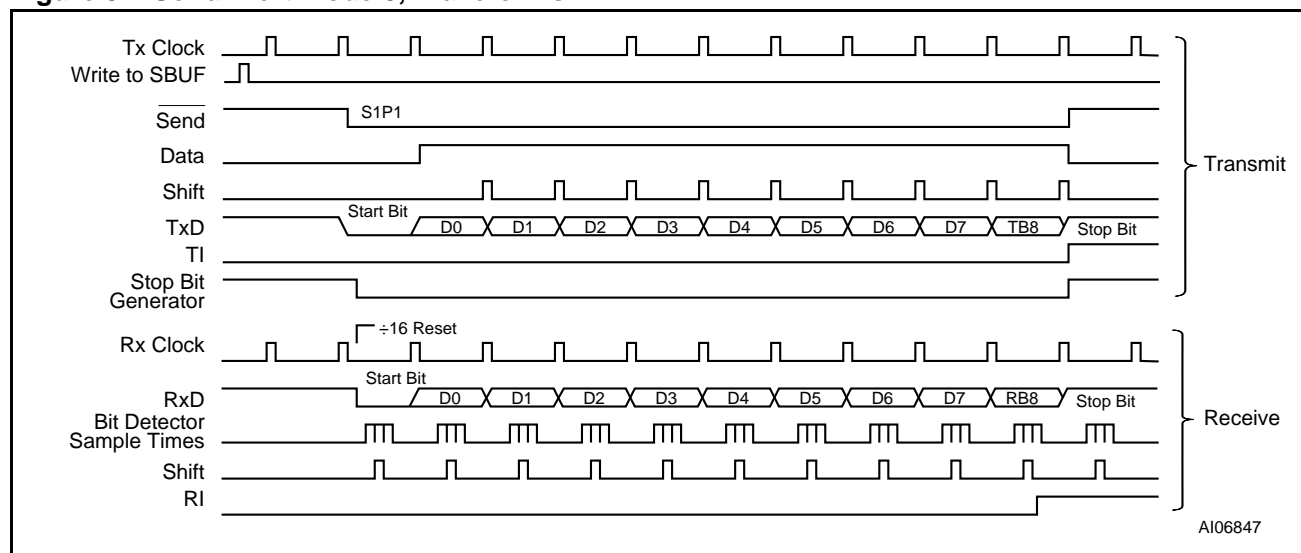 Tx Clock
Write to SBUF
Send
S1P1
Data
Shift
Start Bit
TxD
D0 D1 D2 D3 D4 D5 D6 D7 TB8
Stop Bit
TI
Stop Bit
Generator
Transmit
÷16 Reset
Rx Clock
Start Bit
RxD
D0 D1 D2 D3 D4 D5 D6 D7 RB8
Stop Bit
Bit Detector
Sample Times
Shift
RI
Receive
AI06847